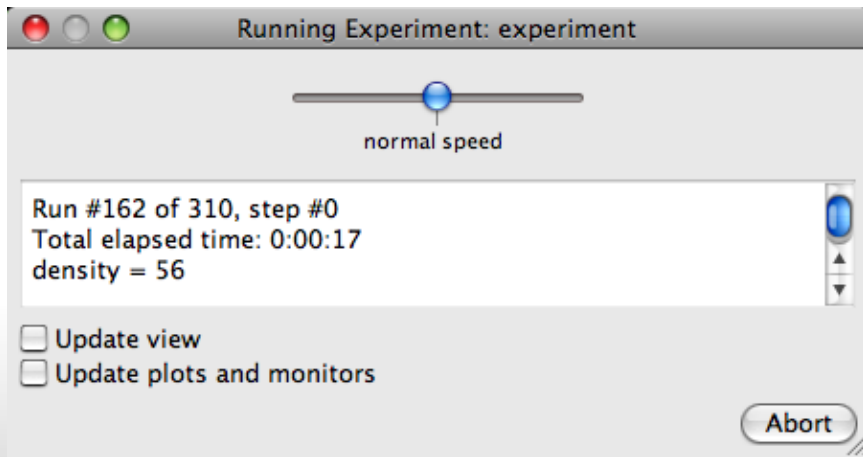 Running Experiment: experiment
normal speed
Run #162 of 310, step #0
Total elapsed time: 0:00:17
density = 56
Update view
Update plots and monitors
Abort